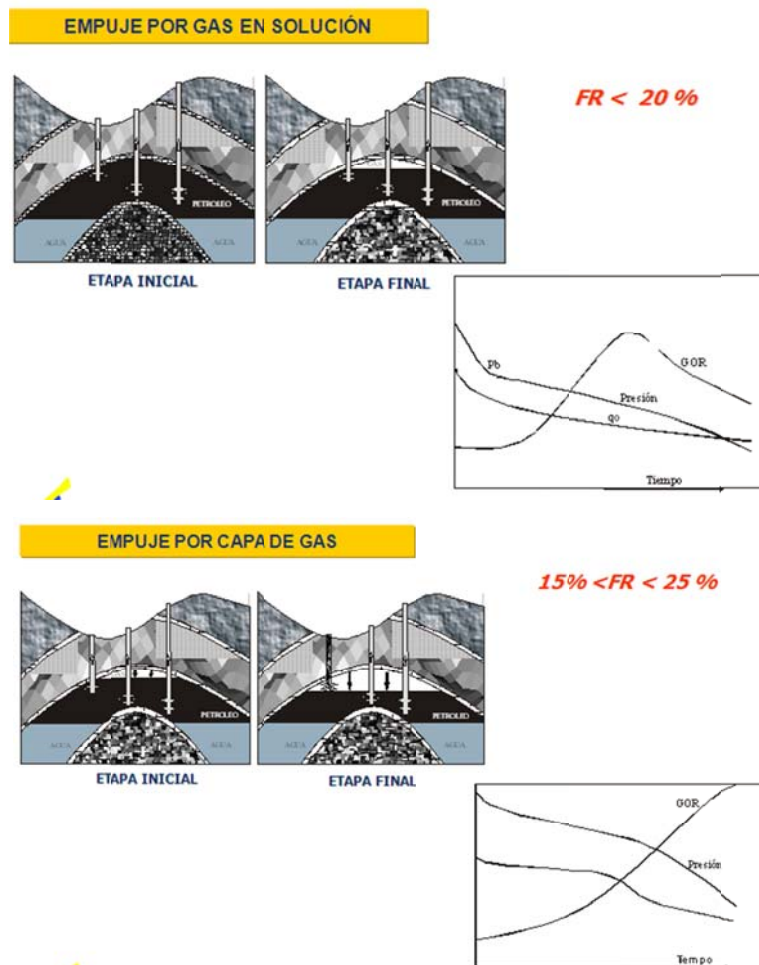 EMPUJE POR GAS EN SOLUCIÓN
FR < 20 %
PETROLEO
AGUA
AGUA
PETROLEO
AGUA
AGUA
ETAPA INICIAL
ETAPA FINAL
Pb
GOR
Presión
qo
Tiempo
EMPUJE POR CAPA DE GAS
15% <FR < 25 %
PETROLEO
AGUA
AGUA
PETROLEO
AGUA
AGUA
ETAPA INICIAL
ETAPA FINAL
GOR
Presión
Tempo